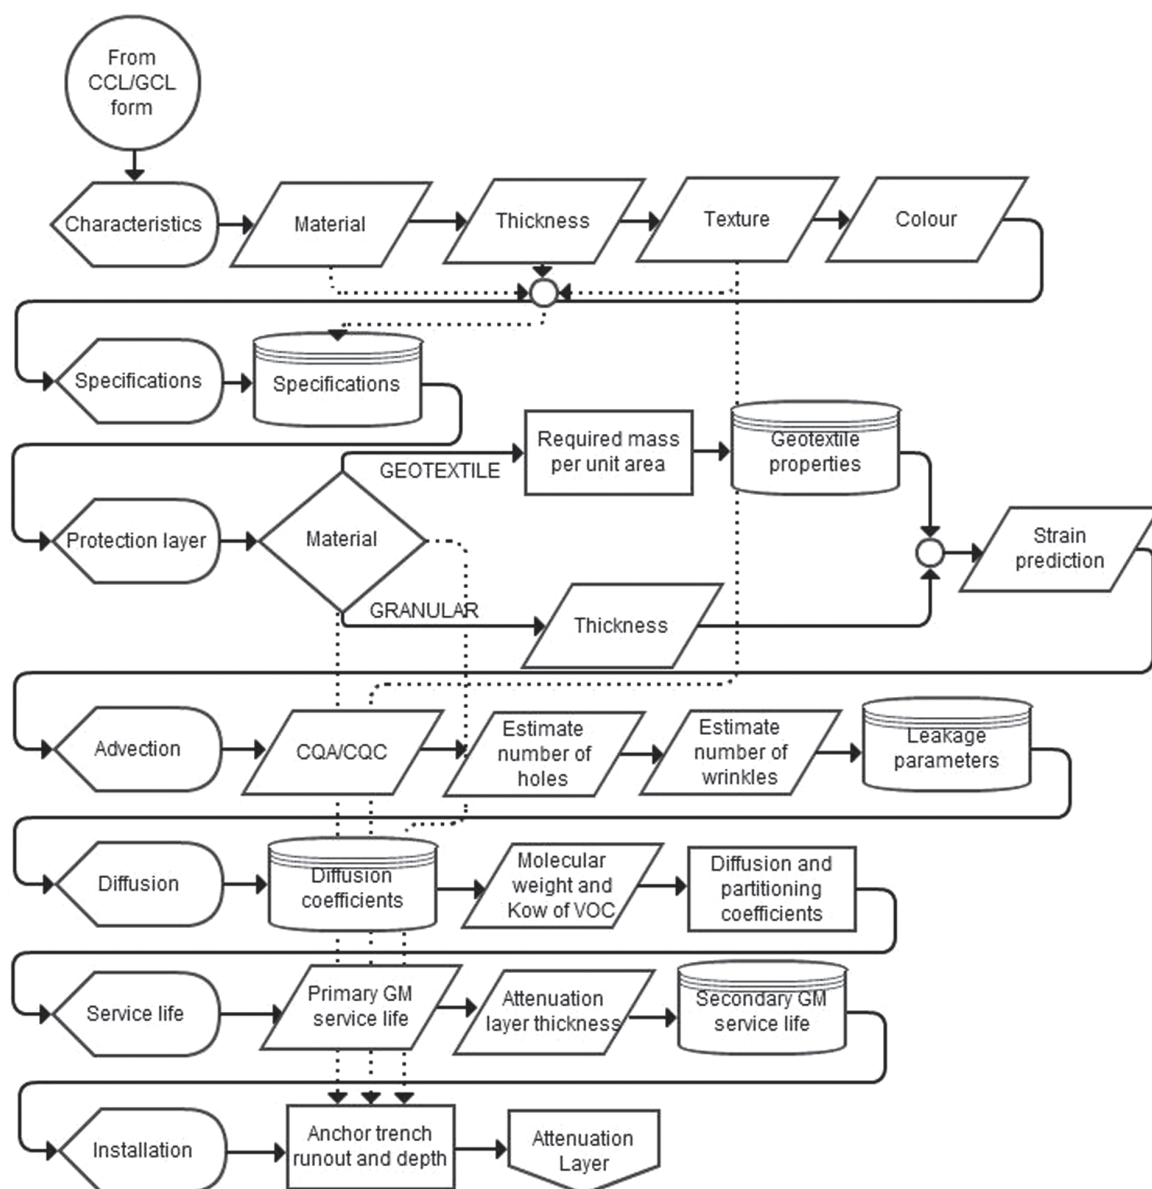 From
CCL/GCL
form
Characteristics
Material
Thickness
Texture
Colour
Specifications
Specifications
Required mass
per unit area
Geotextile
properties
GEOTEXTILE
Protection layer
Material
Strain
prediction
GRANULAR
Thickness
Advection
CQA/CQC
Estimate
number of
holes
Estimate
number of
wrinkles
Leakage
parameters
Diffusion
Diffusion
coefficients
Molecular
weight and
Kow of VOC
Diffusion and
partitioning
coefficients
Service life
Primary GM
service life
Attenuation
layer thickness
Secondary GM
service life
Installation
Anchor trench
runout and depth
Attenuation
Layer